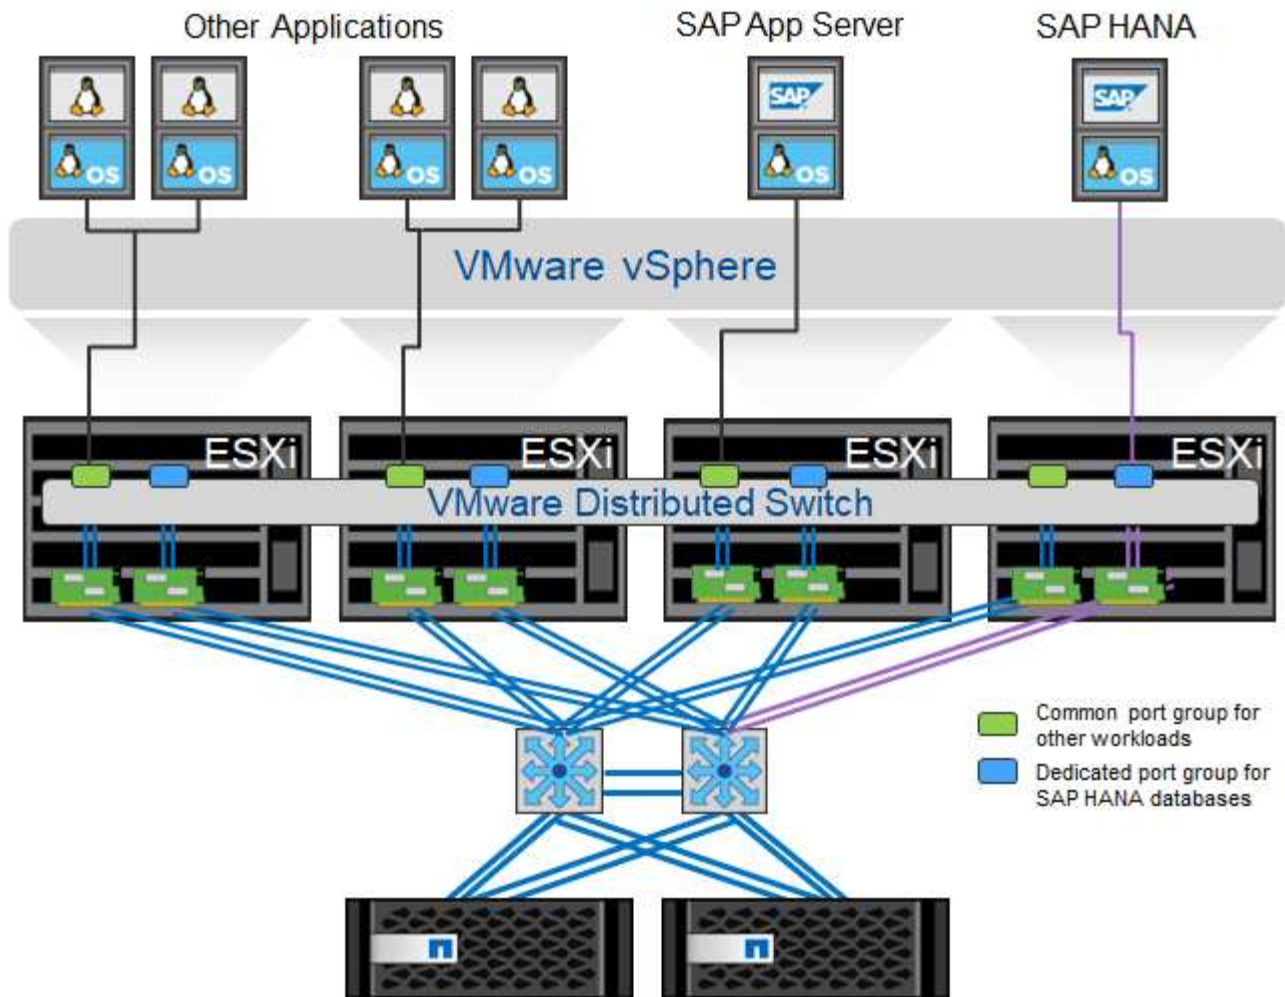 Other Applications
SAP App Server
SAP HANA
SAP
SAP
OS
OS
OS
OS
OS
OS
VMware vSphere
ESXi
ESXi
ESXi
ESXi
VMware Distributed Switch
Common port group for
other workloads
Dedicated port group for
SAP HANA databases